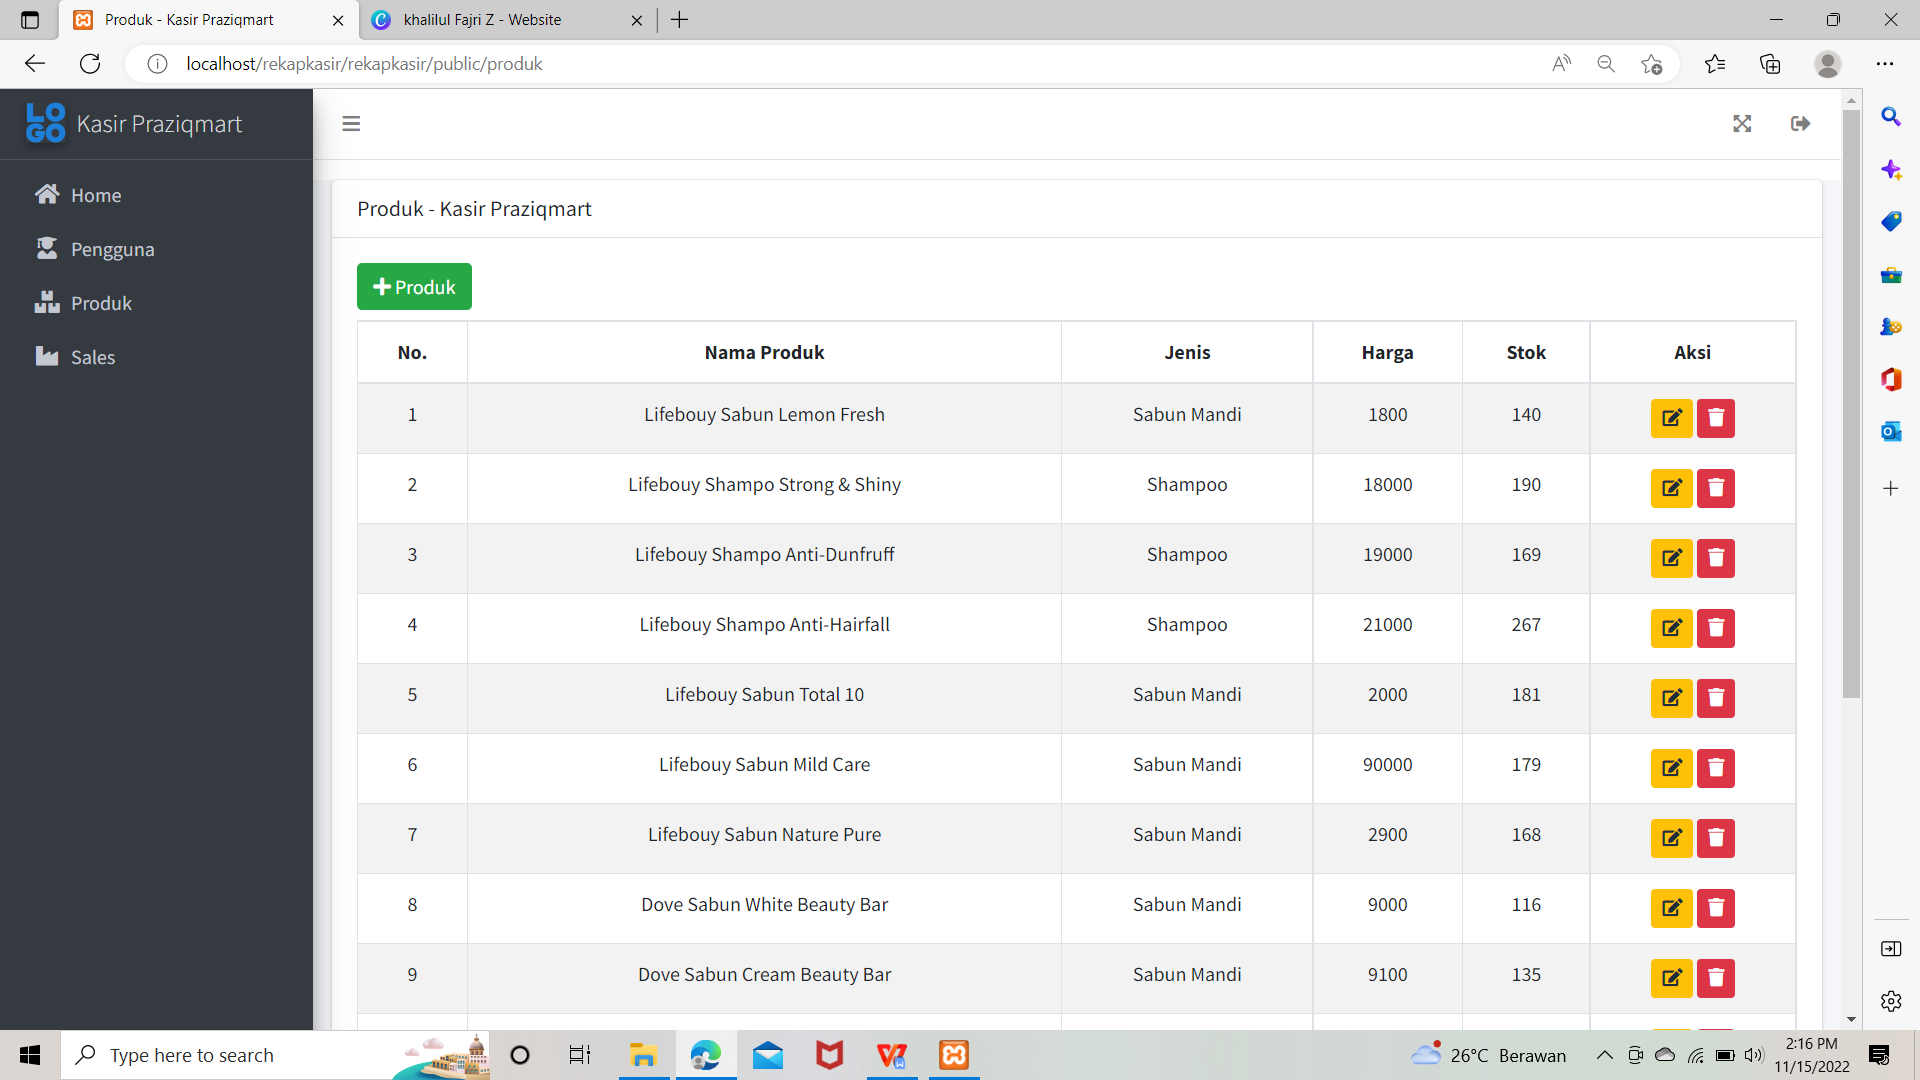 Produk - Kasir Praziqmart
khalilul Fajri Z - Website
localhost/rekapkasir/rekapkasir/public/produk
LOGO Kasir Praziqmart
Home
Pengguna
Produk
Sales
Produk - Kasir Praziqmart
Produk
No. Nama Produk Jenis Harga Stok Aksi
1 Lifebouy Sabun Lemon Fresh Sabun Mandi 1800 140
2 Lifebouy Shampo Strong & Shiny Shampoo 18000 190
3 Lifebouy Shampo Anti-Dunfruff Shampoo 19000 169
4 Lifebouy Shampo Anti-Hairfall Shampoo 21000 267
5 Lifebouy Sabun Total 10 Sabun Mandi 2000 181
6 Lifebouy Sabun Mild Care Sabun Mandi 90000 179
7 Lifebouy Sabun Nature Pure Sabun Mandi 2900 168
8 Dove Sabun White Beauty Bar Sabun Mandi 9000 116
9 Dove Sabun Cream Beauty Bar Sabun Mandi 9100 135
Type here to search
26°C Berawan
2:16 PM
11/15/2022